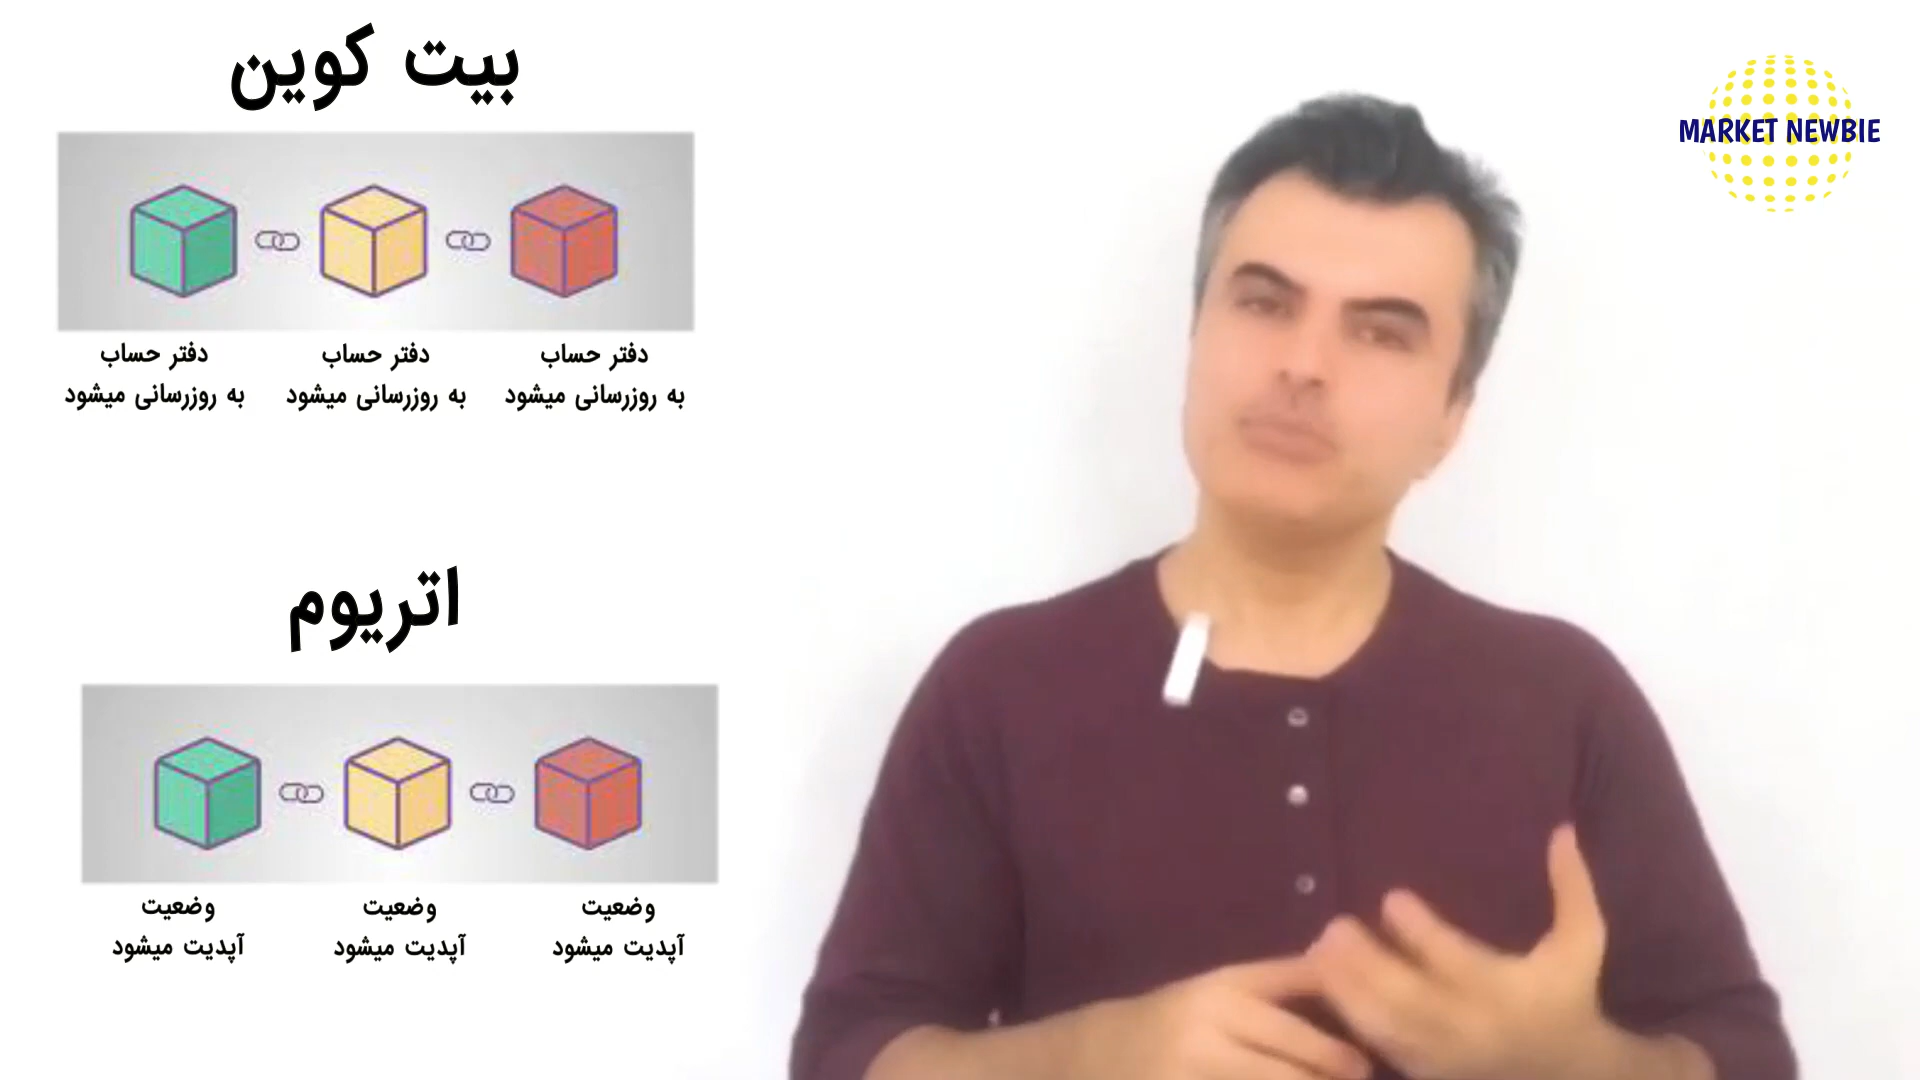 بیت کوین
دفتر حساب
به روزرسانی میشود
دفتر حساب
به روزرسانی میشود
دفتر حساب
به روزرسانی میشود
اتریوم
وضعیت
آپدیت میشود
وضعیت
آپدیت میشود
وضعیت
آپدیت میشود
MARKET NEWBIE